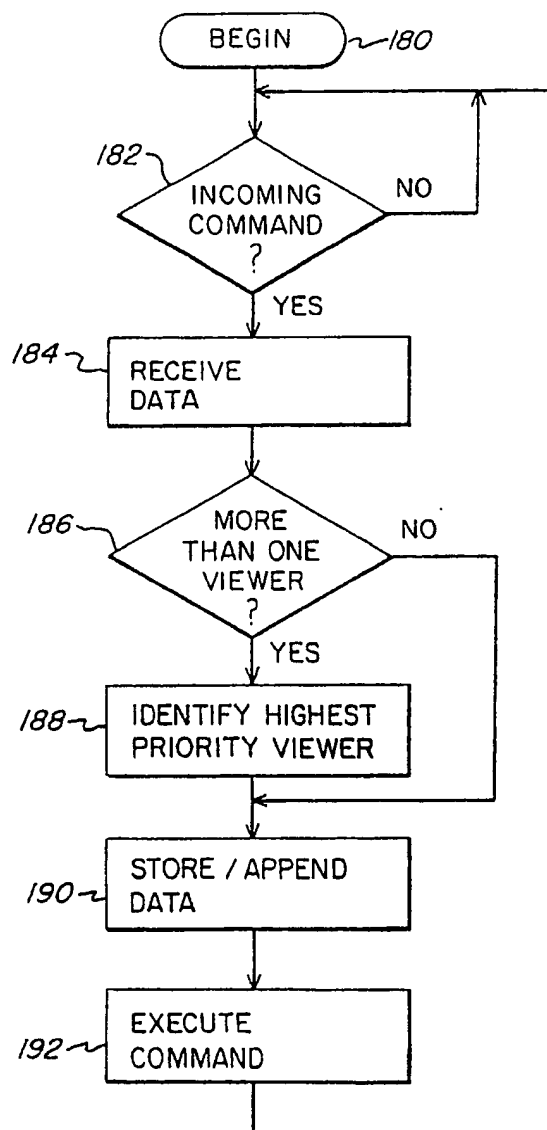 BEGIN
180
182
INCOMING
COMMAND
?
NO
YES
184
RECEIVE
DATA
186
MORE
THAN ONE
VIEWER
?
NO
YES
188
IDENTIFY HIGHEST
PRIORITY VIEWER
190
STORE / APPEND
DATA
192
EXECUTE
COMMAND